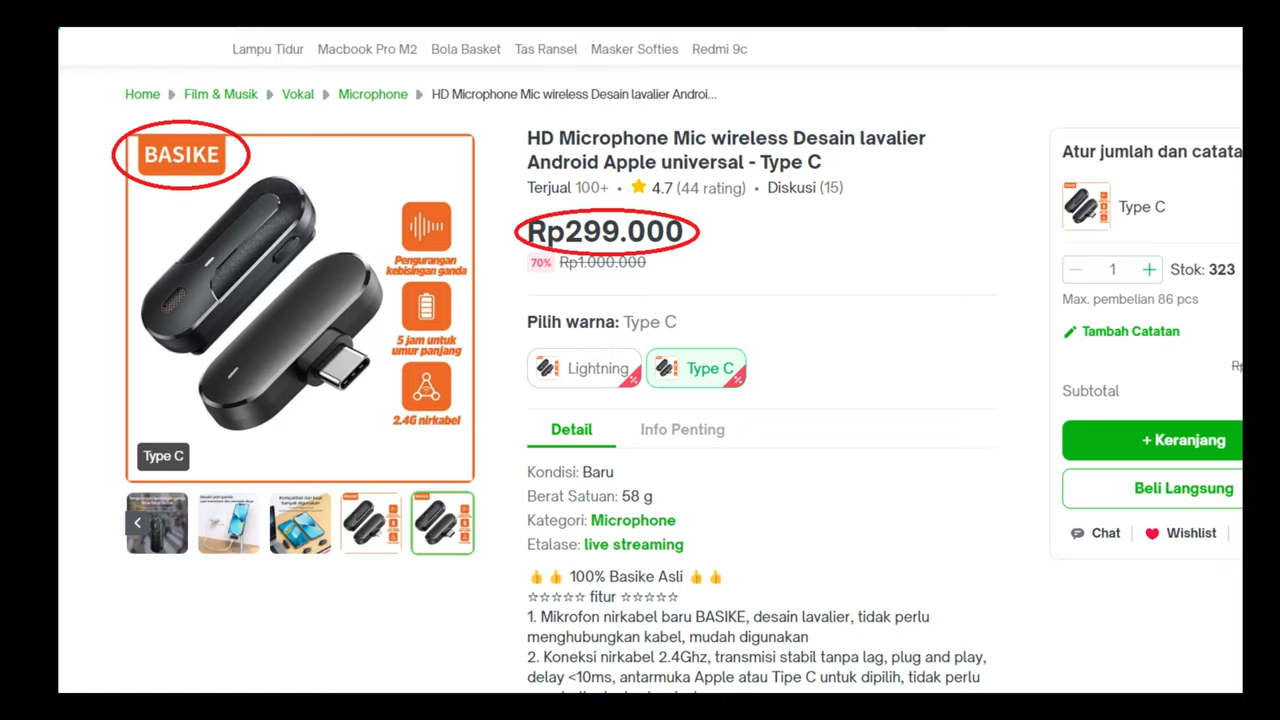 Lampu Tidur Macbook Pro M2 Bola Basket Tas Ransel Masker Softies Redmi 9c
Home Film & Musik Vokal Microphone HD Microphone Mic wireless Desain lavalier Androi...
BASIKE
Pengurangan
kebisingan ganda
5 jam untuk
umur panjang
2.4G nirkabel
Type C
HD Microphone Mic wireless Desain lavalier
Android Apple universal - Type C
Terjual 100+ • 4.7 (44 rating) • Diskusi (15)
Rp299.000
70% Rp1.000.000
Pilih warna: Type C
Lightning Type C
Detail Info Penting
Kondisi: Baru
Berat Satuan: 58 g
Kategori: Microphone
Etalase: live streaming
👍 👍 100% Basike Asli 👍 👍
☆☆☆☆☆ fitur ☆☆☆☆☆
1. Mikrofon nirkabel baru BASIKE, desain lavalier, tidak perlu
menghubungkan kabel, mudah digunakan
2. Koneksi nirkabel 2.4Ghz, transmisi stabil tanpa lag, plug and play,
delay <10ms, antarmuka Apple atau Tipe C untuk dipilih, tidak perlu
Atur jumlah dan catata
Type C
1 Stok: 323
Max. pembelian 86 pcs
Tambah Catatan
Rp
Subtotal
+ Keranjang
Beli Langsung
Chat Wishlist